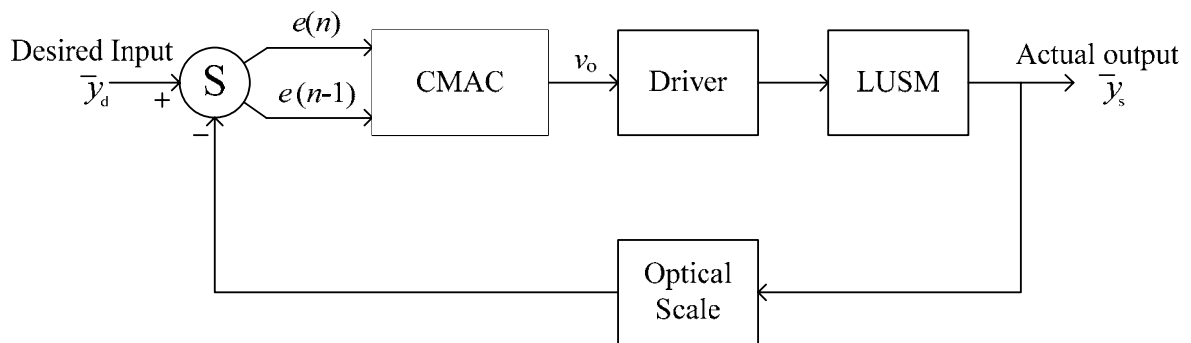 Desired Input
ȳd
+
−
S
e(n)
e(n-1)
CMAC
vo
Driver
LUSM
Actual output
ȳs
Optical
Scale